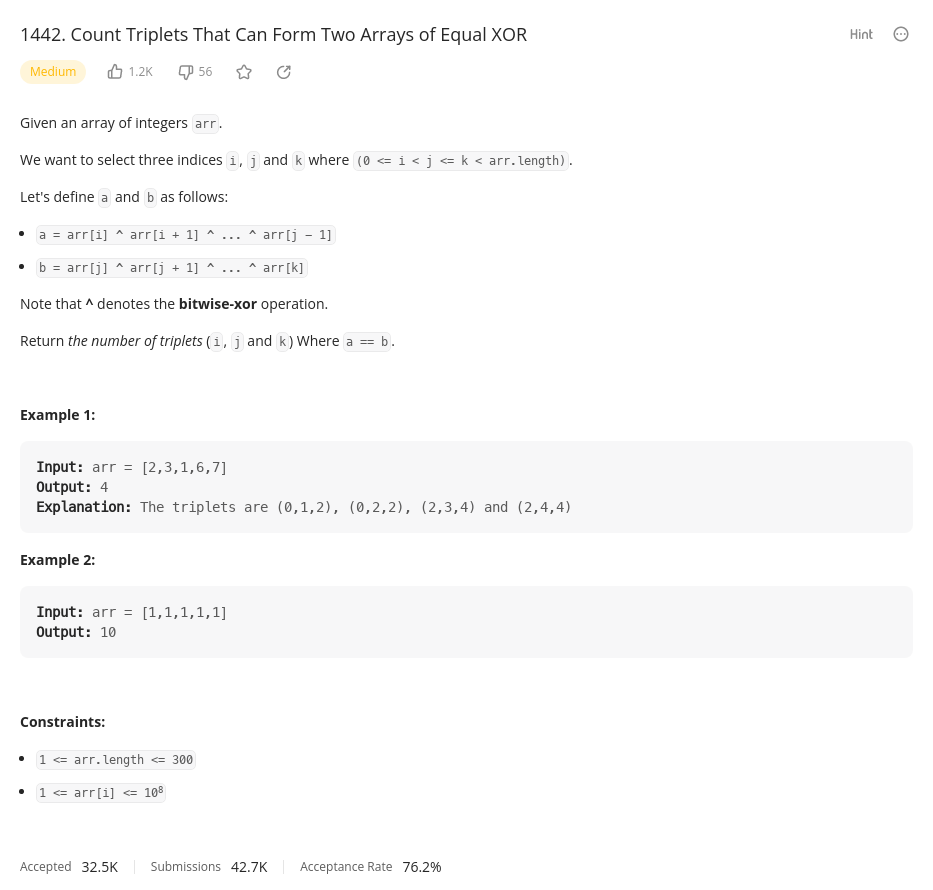 1442. Count Triplets That Can Form Two Arrays of Equal XOR
Hint
Medium 1.2K 56
Given an array of integers arr.
We want to select three indices i, j and k where (0 <= i < j <= k < arr.length).
Let's define a and b as follows:
• a = arr[i] ^ arr[i + 1] ^ ... ^ arr[j − 1]
• b = arr[j] ^ arr[j + 1] ^ ... ^ arr[k]
Note that ^ denotes the bitwise-xor operation.
Return the number of triplets (i, j and k) Where a == b.
Example 1:
Input: arr = [2,3,1,6,7]
Output: 4
Explanation: The triplets are (0,1,2), (0,2,2), (2,3,4) and (2,4,4)
Example 2:
Input: arr = [1,1,1,1,1]
Output: 10
Constraints:
• 1 <= arr.length <= 300
• 1 <= arr[i] <= 10⁸
Accepted 32.5K Submissions 42.7K Acceptance Rate 76.2%